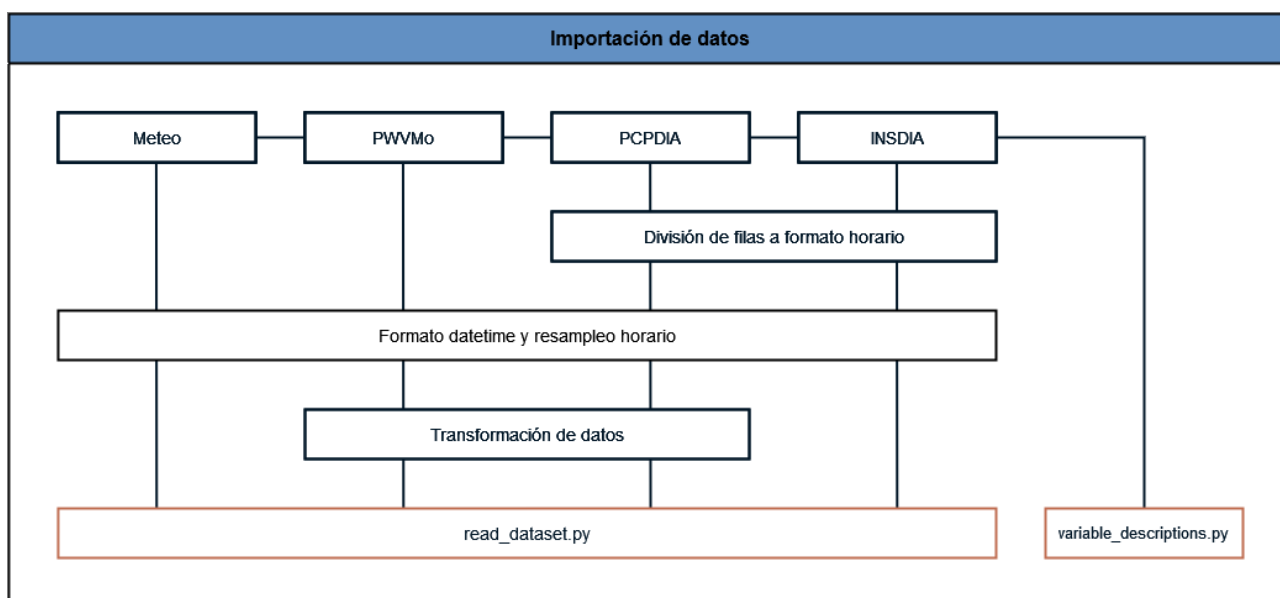 Importación de datos
Meteo
PWVMo
PCPDIA
INSDIA
División de filas a formato horario
Formato datetime y resampleo horario
Transformación de datos
read_dataset.py
variable_descriptions.py